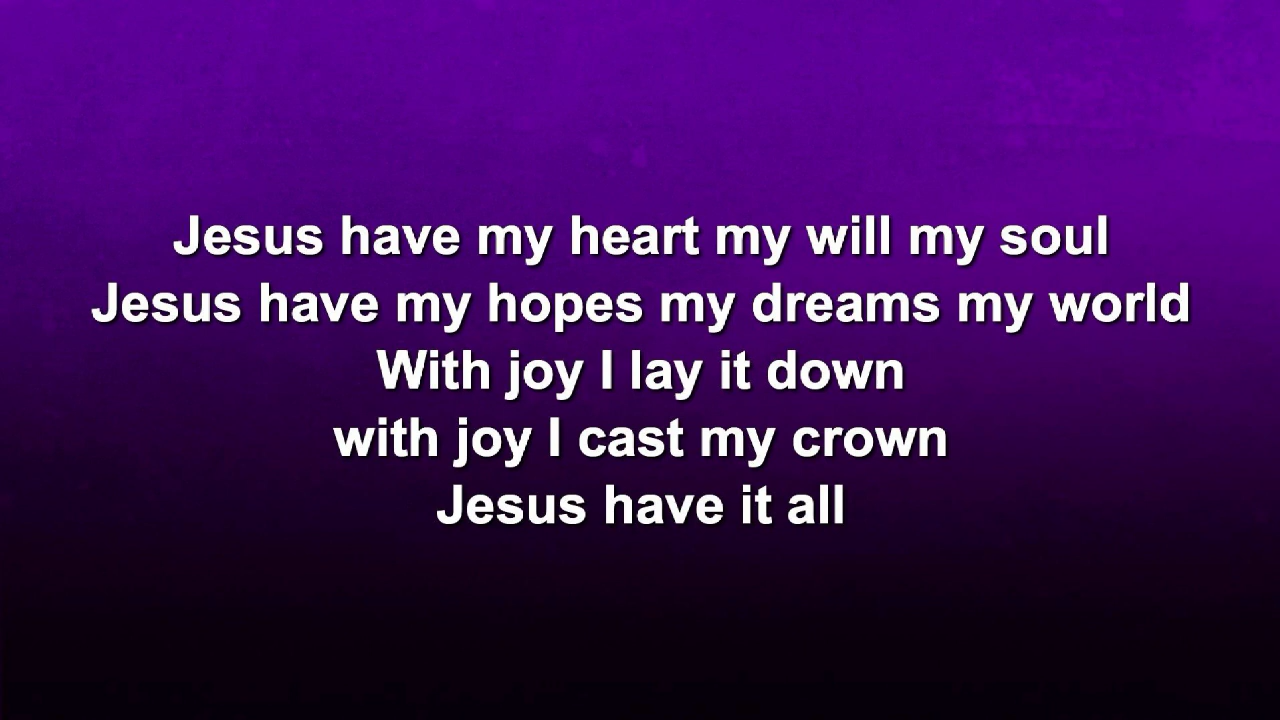 Jesus have my heart my will my soul
Jesus have my hopes my dreams my world
With joy I lay it down
with joy I cast my crown
Jesus have it all